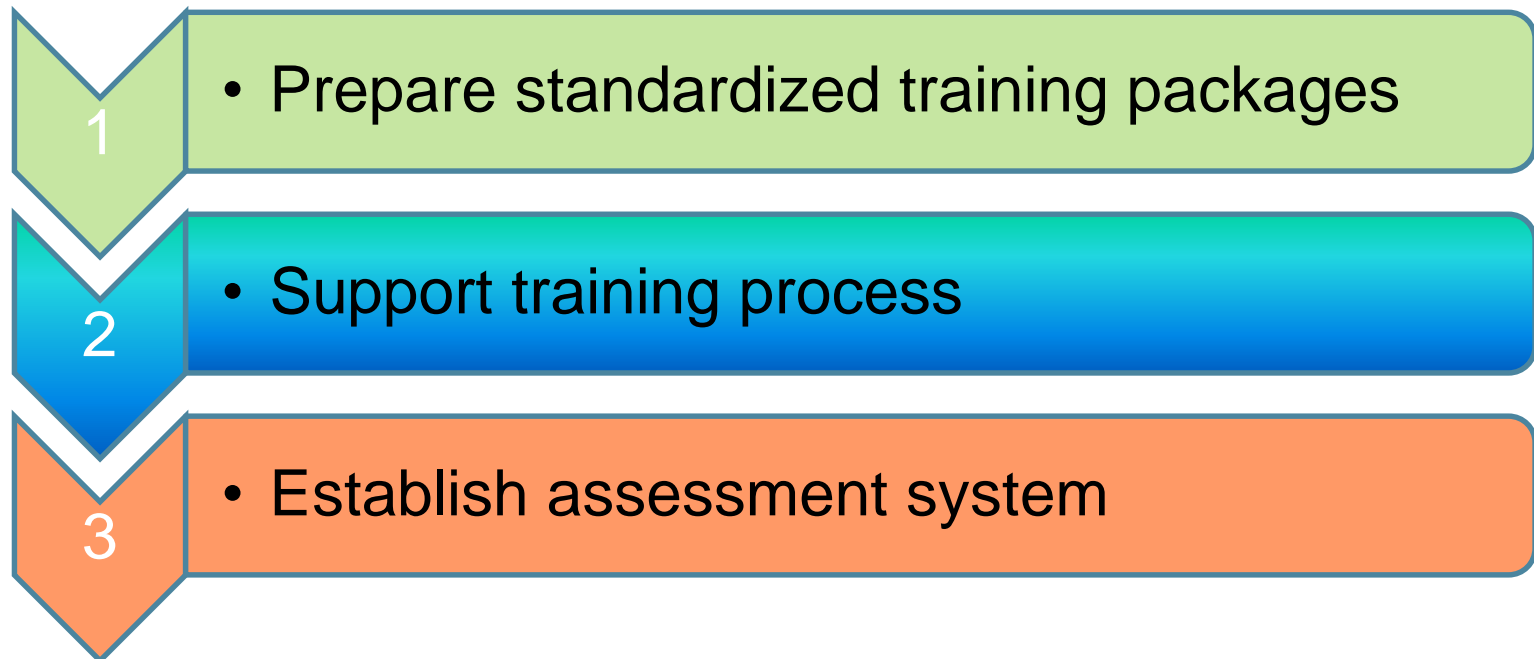 1
• Prepare standardized training packages
2
• Support training process
3
• Establish assessment system